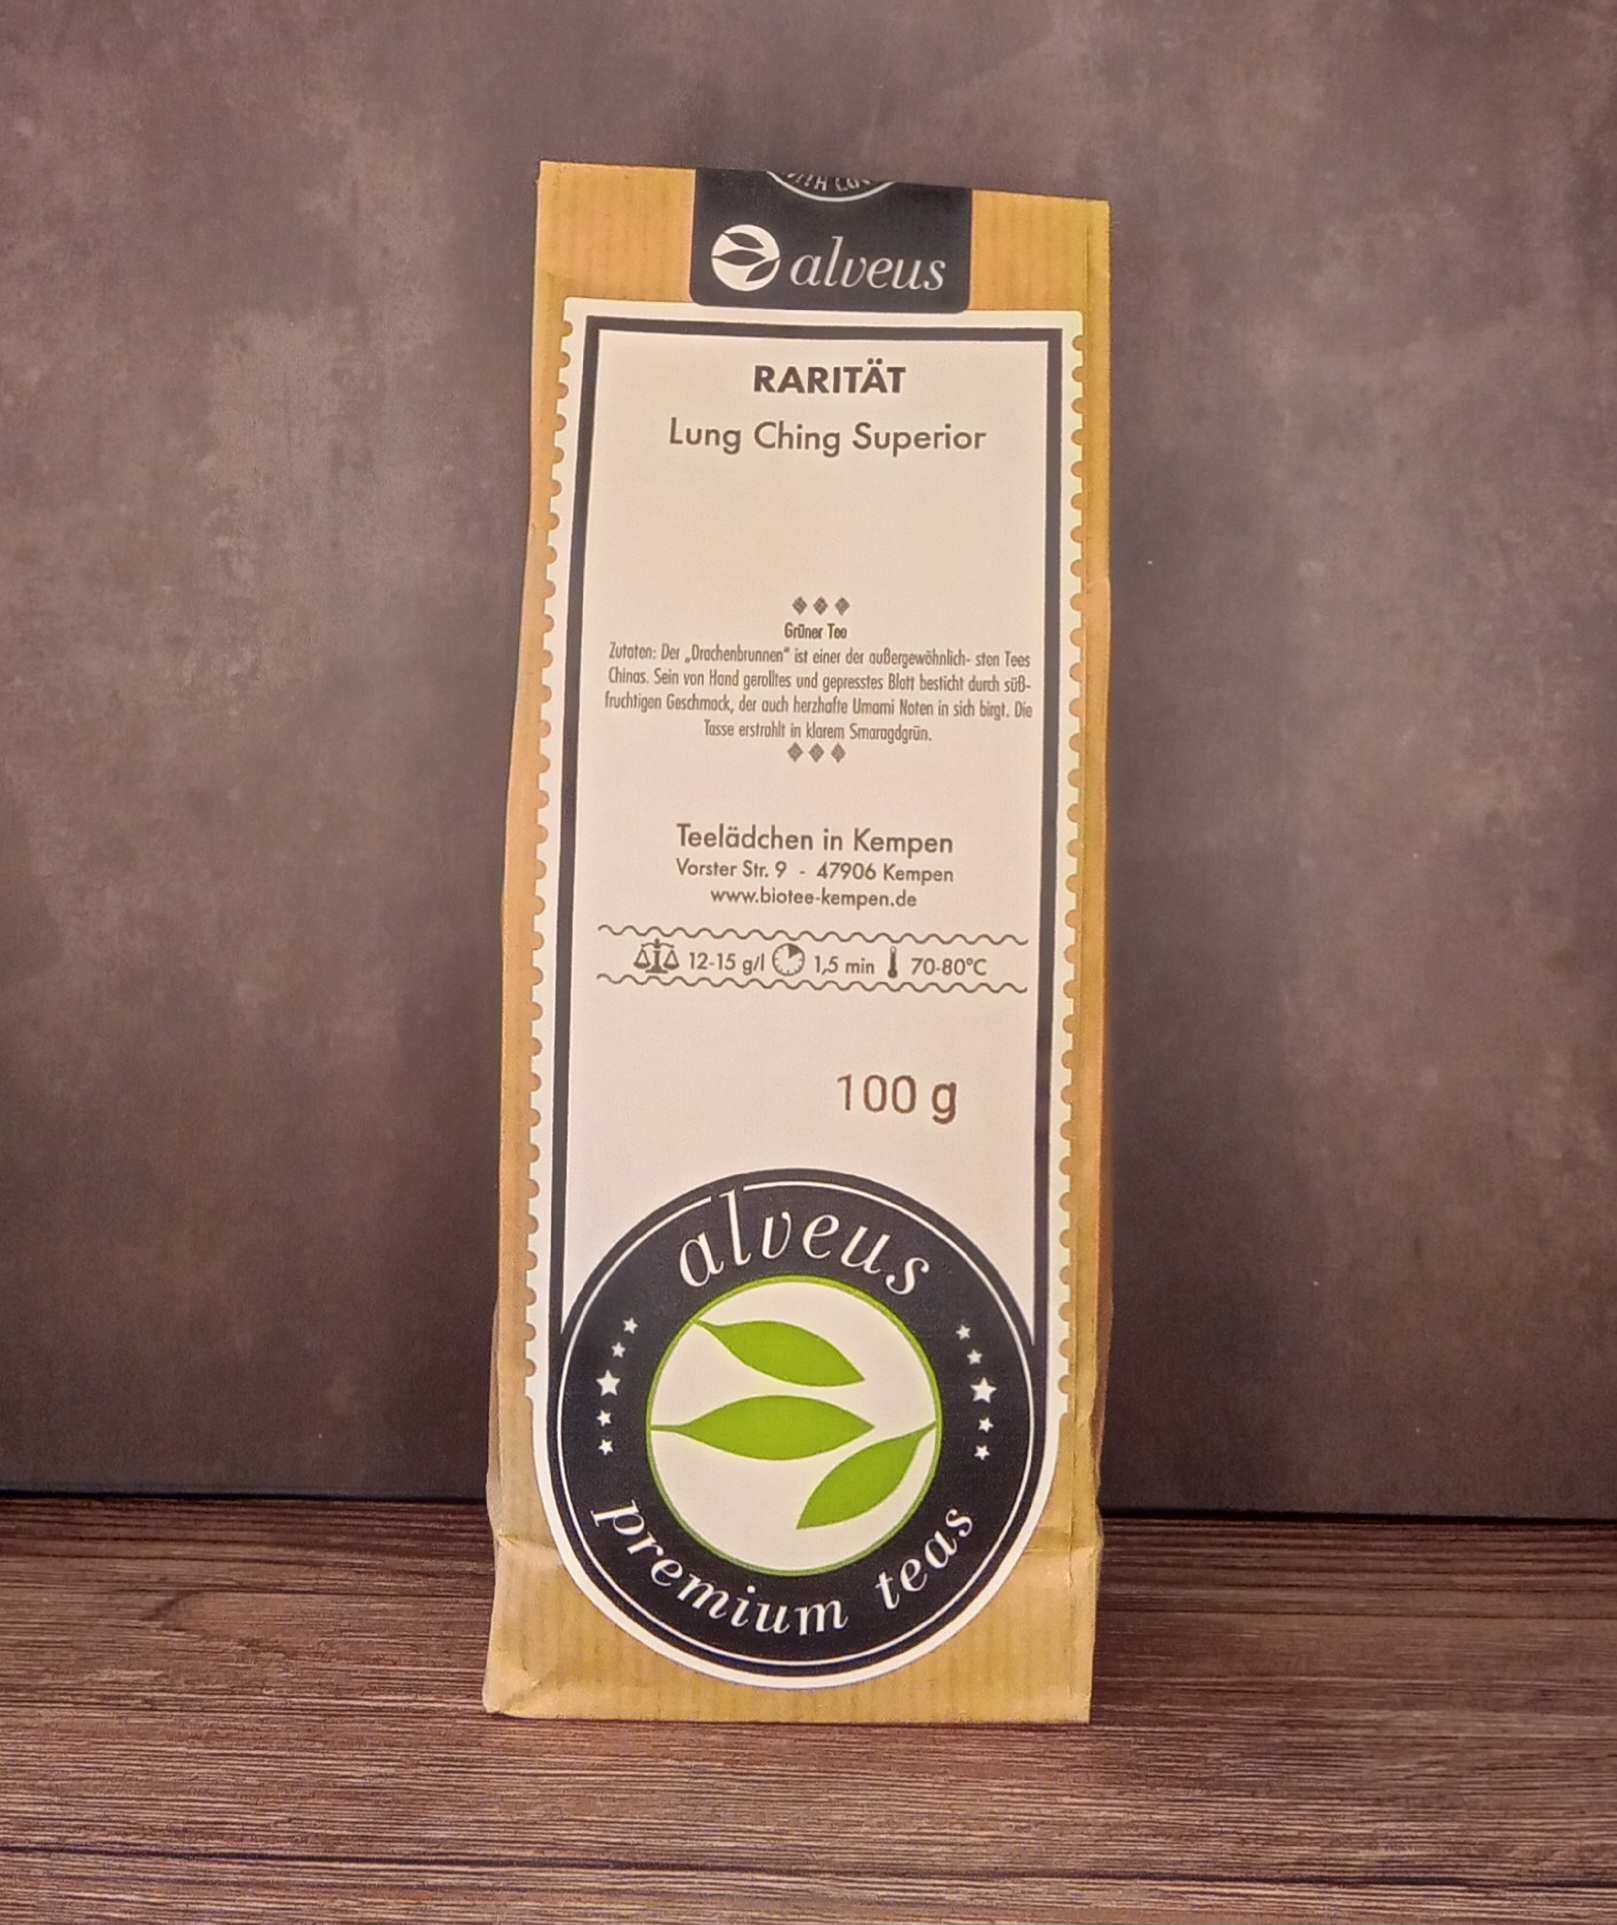 WITH LOV
alveus
RARITÄT
Lung Ching Superior
Grüner Tee
Zutaten: Der „Drachenbrunnen“ ist einer der außergewöhnlich- sten Tees
Chinas. Sein von Hand gerolltes und gepresstes Blatt besticht durch süß-
fruchtigen Geschmack, der auch herzhafte Umami Noten in sich birgt. Die
Tasse erstrahlt in klarem Smaragdgrün.
Teelädchen in Kempen
Vorster Str. 9 - 47906 Kempen
www.biotee-kempen.de
12-15 g/l 1,5 min 70-80°C
100 g
alveus
premium teas